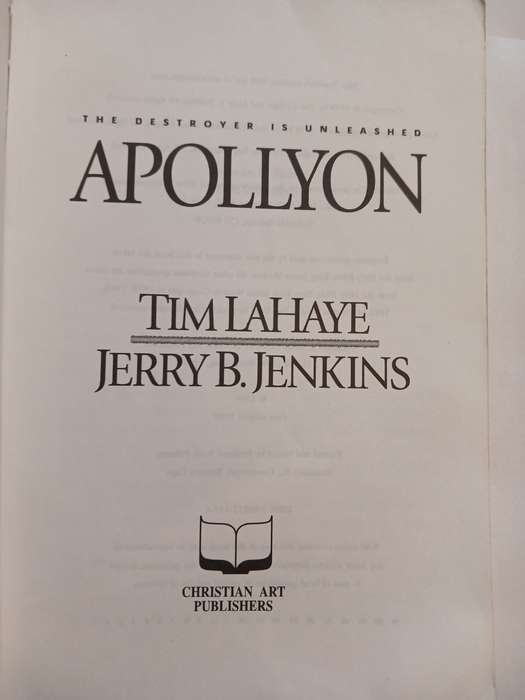 THE DESTROYER IS UNLEASHED
APOLLYON
TIM LAHAYE
JERRY B. JENKINS
CHRISTIAN ART
PUBLISHERS